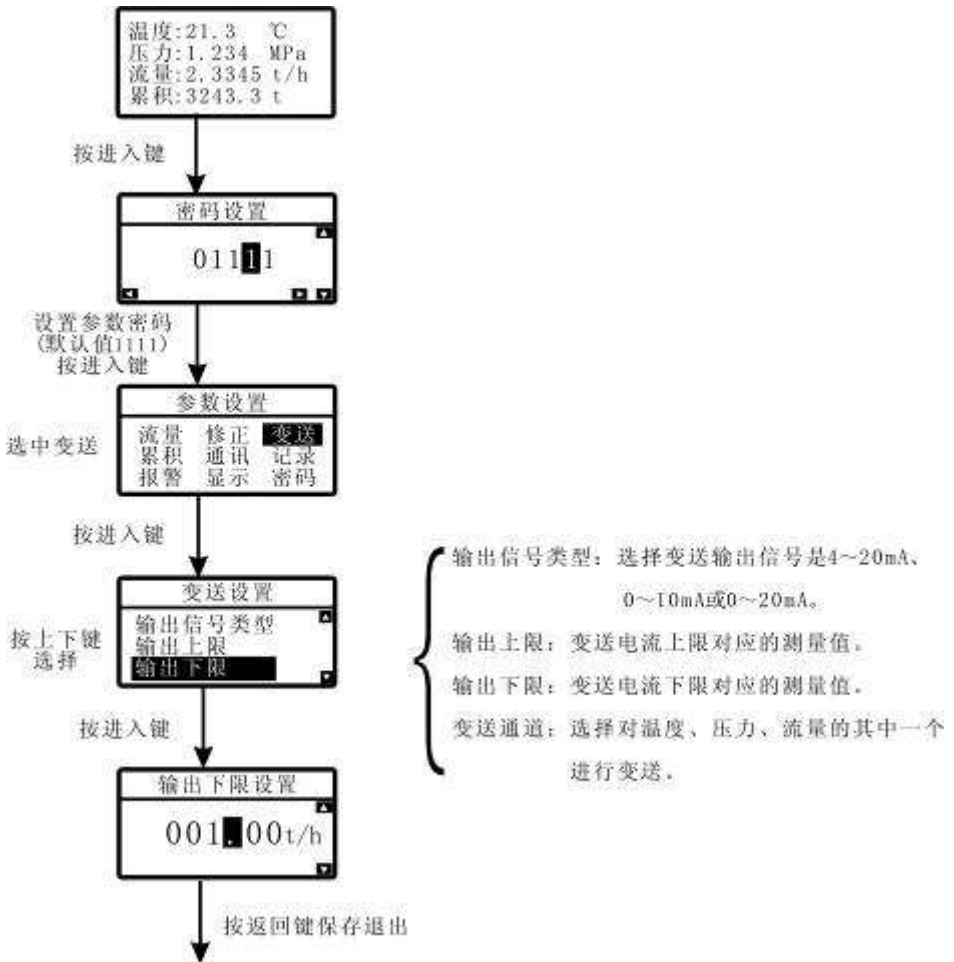 温度:21.3 ℃
压力:1.234 MPa
流量:2.3345 t/h
累积:3243.3 t
按进入键
密码设置
01111
设置参数密码
(默认值1111)
按进入键
参数设置
选中变送
流量 修正 变送
累积 通讯 记录
报警 显示 密码
按进入键
变送设置
按上下键
选择
输出信号类型
输出上限
输出下限
按进入键
输出下限设置
001.00t/h
按返回键保存退出
输出信号类型：选择变送输出信号是4～20mA、
0～10mA或0～20mA。
输出上限：变送电流上限对应的测量值。
输出下限：变送电流下限对应的测量值。
变送通道：选择对温度、压力、流量的其中一个
进行变送。